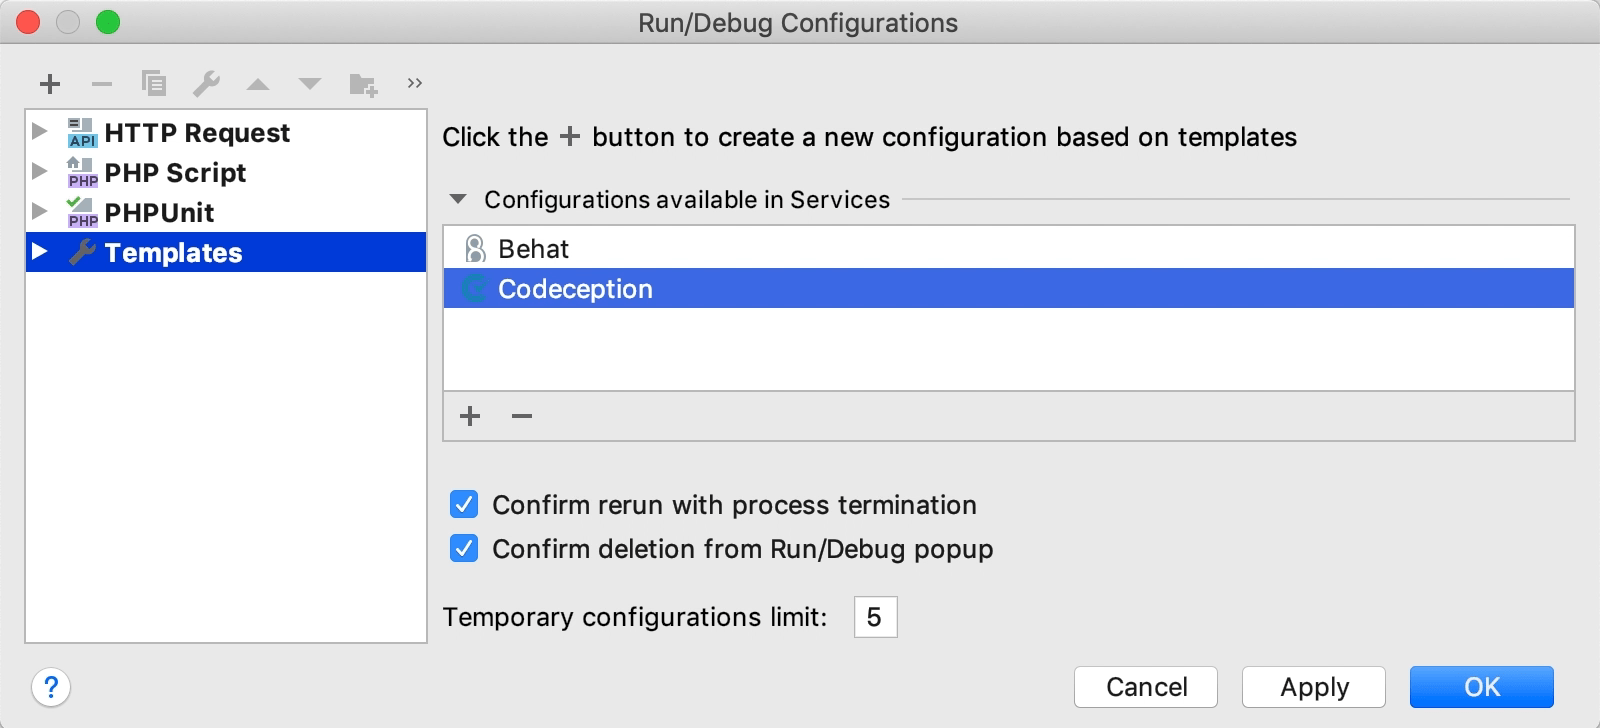 Run/Debug Configurations
API HTTP Request
PHP PHP Script
PHP PHPUnit
Templates
Click the + button to create a new configuration based on templates
Configurations available in Services
Behat
Codeception
Confirm rerun with process termination
Confirm deletion from Run/Debug popup
Temporary configurations limit: 5
? Cancel Apply OK